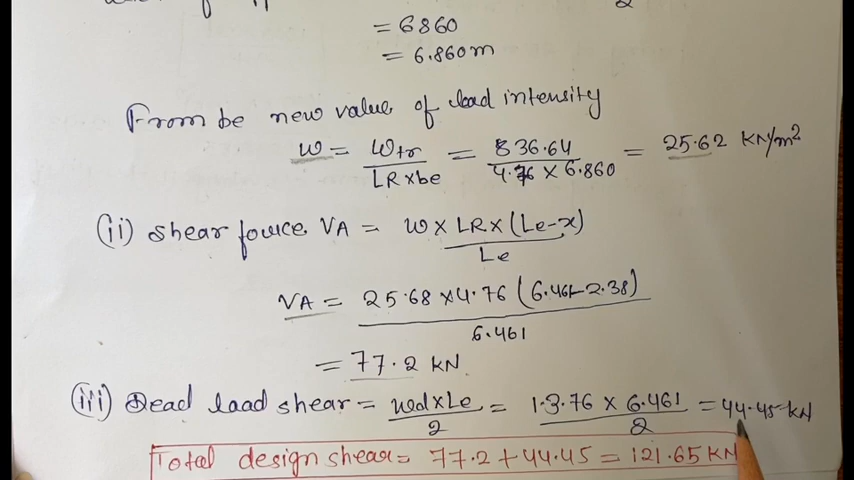 = 6860
= 6.860m
From be new value of load intensity
w = Wtr / LR x be = 836.64 / 4.76 x 6.860 = 25.62 KN/m²
(ii) shear fource VA = w x LR x (Le-x) / Le
VA = 25.68 x 4.76 (6.461-2.38) / 6.461
= 77.2 KN
(iii) Dead load shear = wd x Le / 2 = 1.3.76 x 6.461 / 2 = 44.45 KN
Total design shear = 77.2 + 44.45 = 121.65 KN